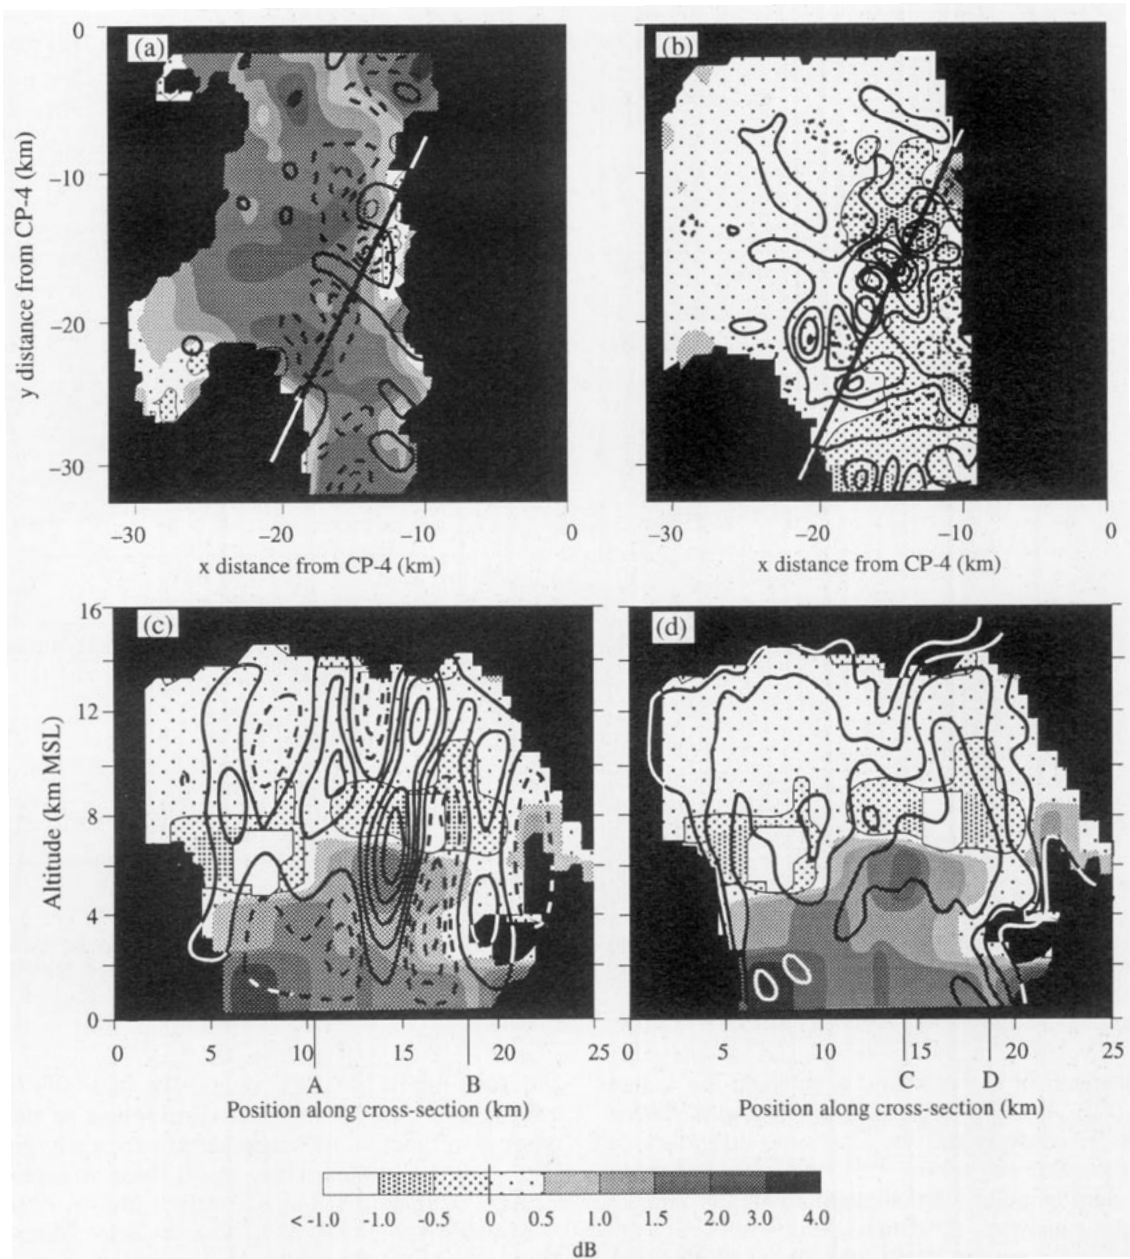 (a)
(b)
0
−10
−20
−30
y distance from CP-4 (km)
−30
−20
−10
0
−30
−20
−10
0
x distance from CP-4 (km)
x distance from CP-4 (km)
(c)
(d)
16
12
8
4
0
Altitude (km MSL)
0
5
10
15
20
25
0
5
10
15
20
25
A
B
C
D
Position along cross-section (km)
Position along cross-section (km)
< -1.0
-1.0
-0.5
0
0.5
1.0
1.5
2.0
3.0
4.0
dB